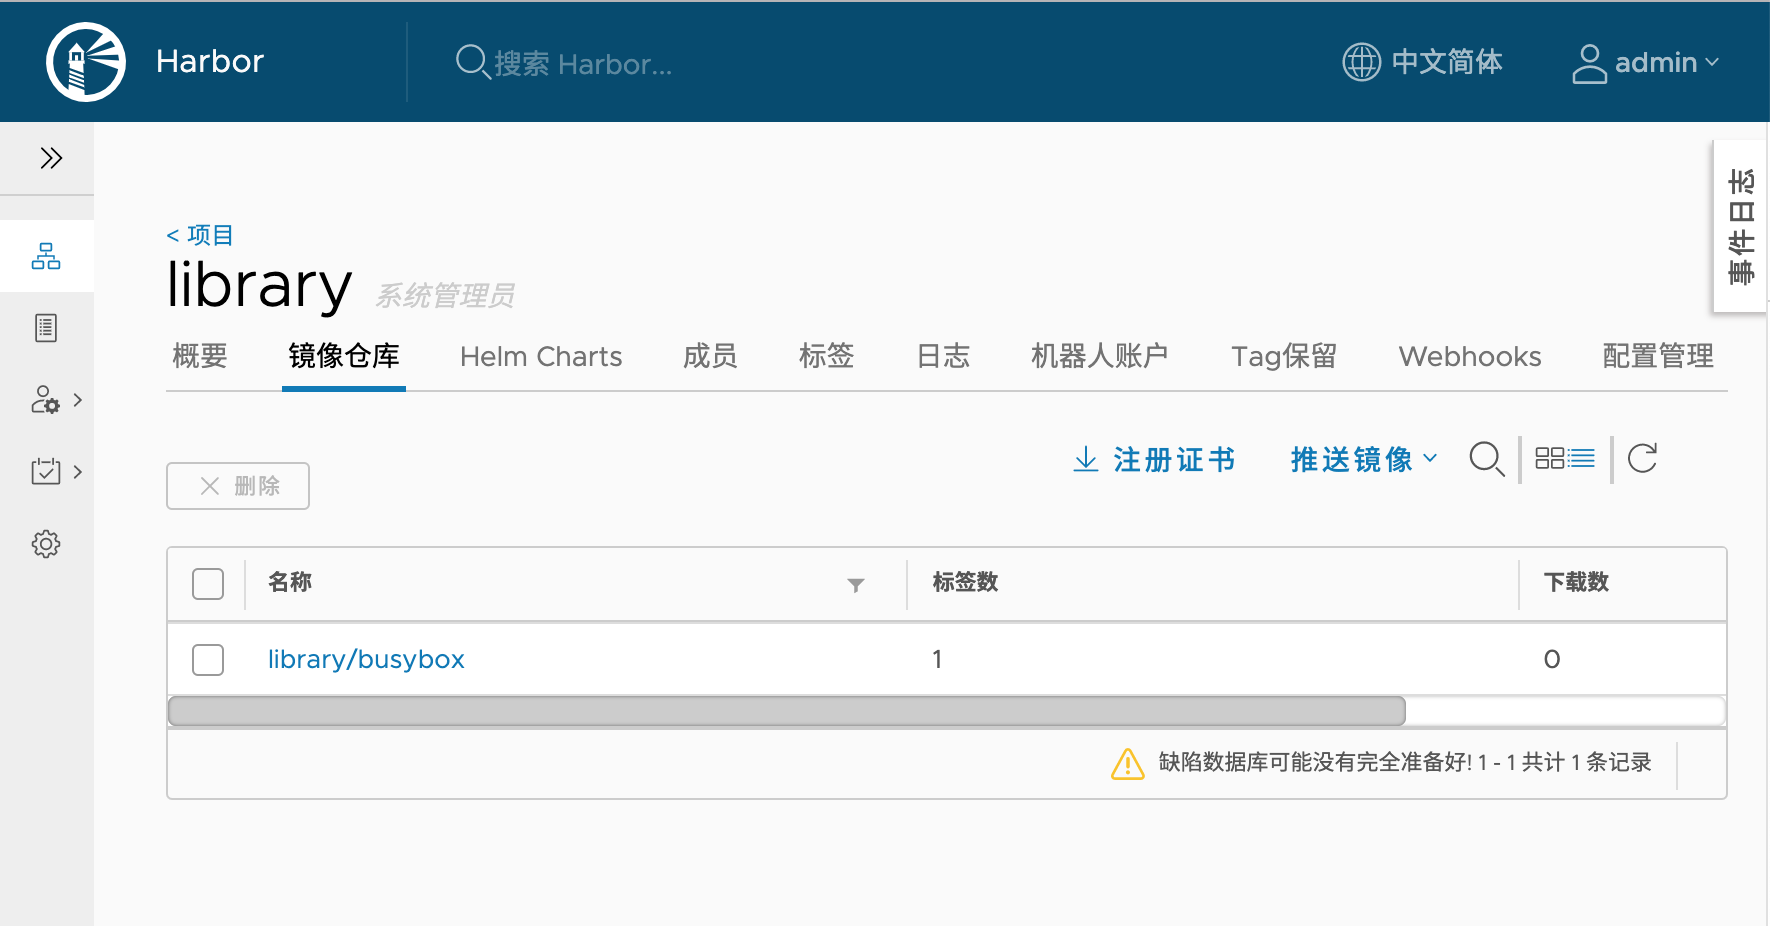 Harbor
搜索 Harbor...
中文简体
admin
事件日志
< 项目
library 系统管理员
概要 镜像仓库 Helm Charts 成员 标签 日志 机器人账户 Tag保留 Webhooks 配置管理
注册证书 推送镜像
删除
名称 标签数 下载数
library/busybox 1 0
缺陷数据库可能没有完全准备好! 1 - 1 共计 1 条记录